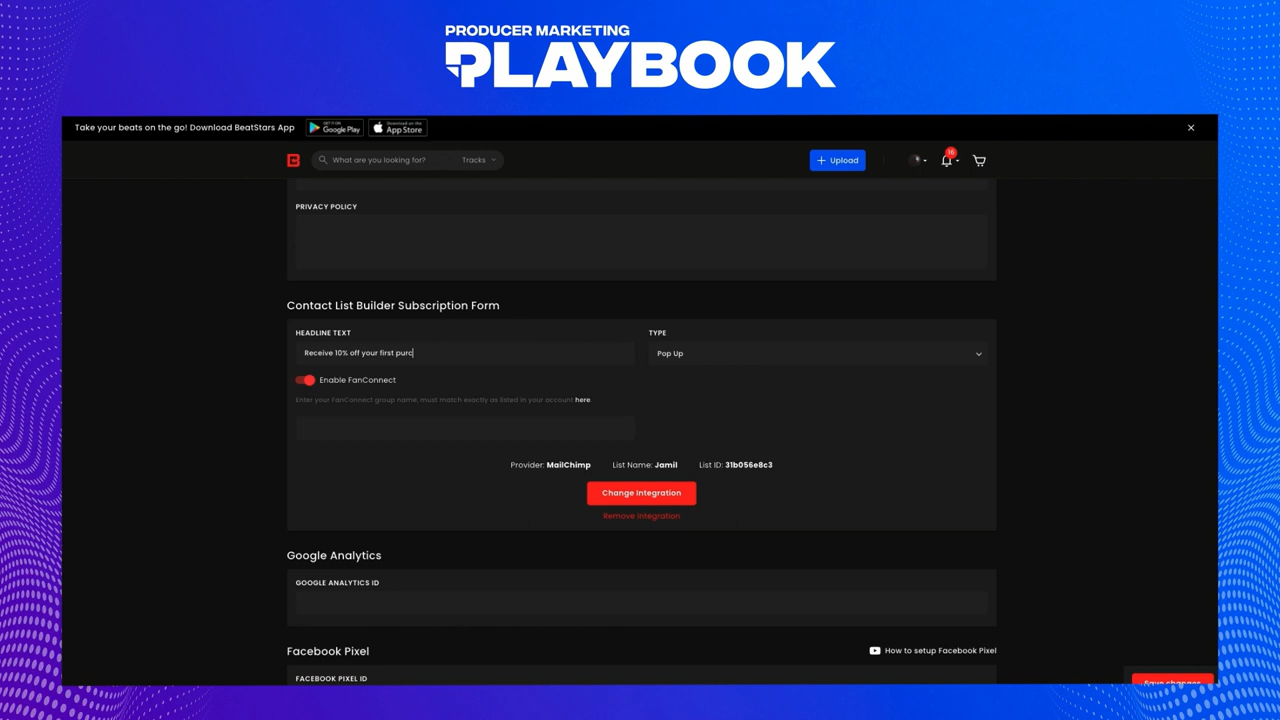 PRODUCER MARKETING
PLAYBOOK
Take your beats on the go! Download BeatStars App
GET IT ON
Google Play
Download on the
App Store
What are you looking for?
Tracks
Upload
16
PRIVACY POLICY
Contact List Builder Subscription Form
HEADLINE TEXT
TYPE
Receive 10% off your first purc
Pop Up
Enable FanConnect
Enter your FanConnect group name, must match exactly as listed in your account here.
Provider: MailChimp List Name: Jamil List ID: 31b056e8c3
Change Integration
Remove Integration
Google Analytics
GOOGLE ANALYTICS ID
Facebook Pixel
How to setup Facebook Pixel
FACEBOOK PIXEL ID
Save changes